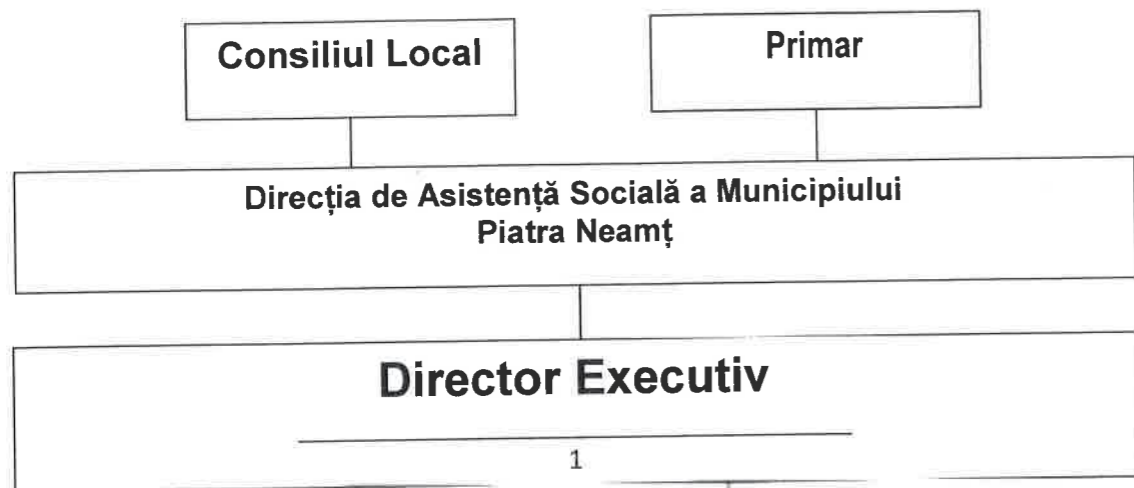 Consiliul Local
Primar
Direcția de Asistență Socială a Municipiului
Piatra Neamț
Director Executiv
1